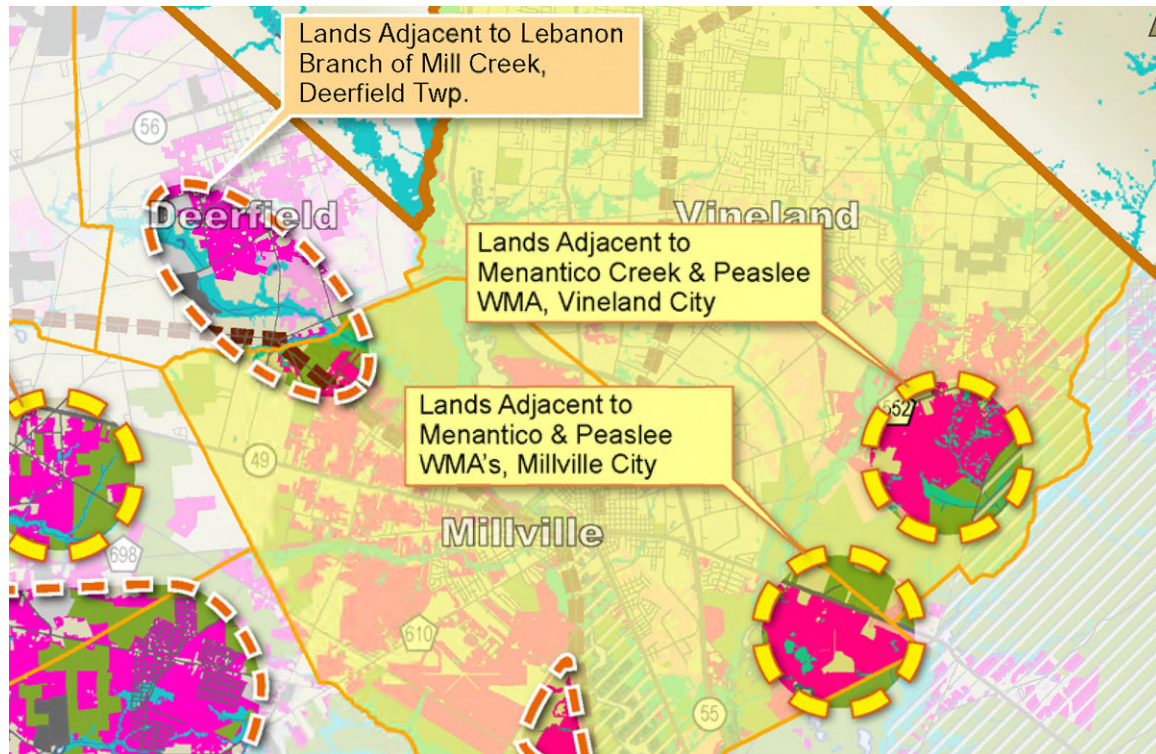 Lands Adjacent to Lebanon
Branch of Mill Creek,
Deerfield Twp.
56
Deerfield
Vineland
Lands Adjacent to
Menantico Creek & Peaslee
WMA, Vineland City
552
Lands Adjacent to
Menantico & Peaslee
WMA's, Millville City
49
Millville
698
610
55